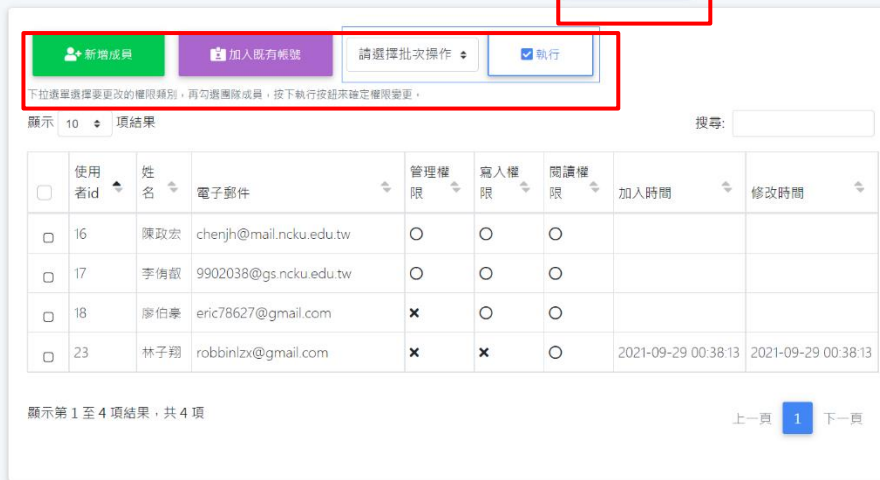 新增成員 加入既有帳號 請選擇批次操作 執行
下拉選單選擇要更改的權限類別，再勾選團隊成員，按下執行按鈕來確定權限變更。
顯示 10 項結果 搜尋:
使用者id 姓名 電子郵件 管理權限 寫入權限 閱讀權限 加入時間 修改時間
16 陳政宏 chenjh@mail.ncku.edu.tw
17 李侑叡 9902038@gs.ncku.edu.tw
18 廖伯豪 eric78627@gmail.com
23 林子翔 robbinlzx@gmail.com 2021-09-29 00:38:13 2021-09-29 00:38:13
顯示第 1 至 4 項結果，共 4 項
上一頁 1 下一頁